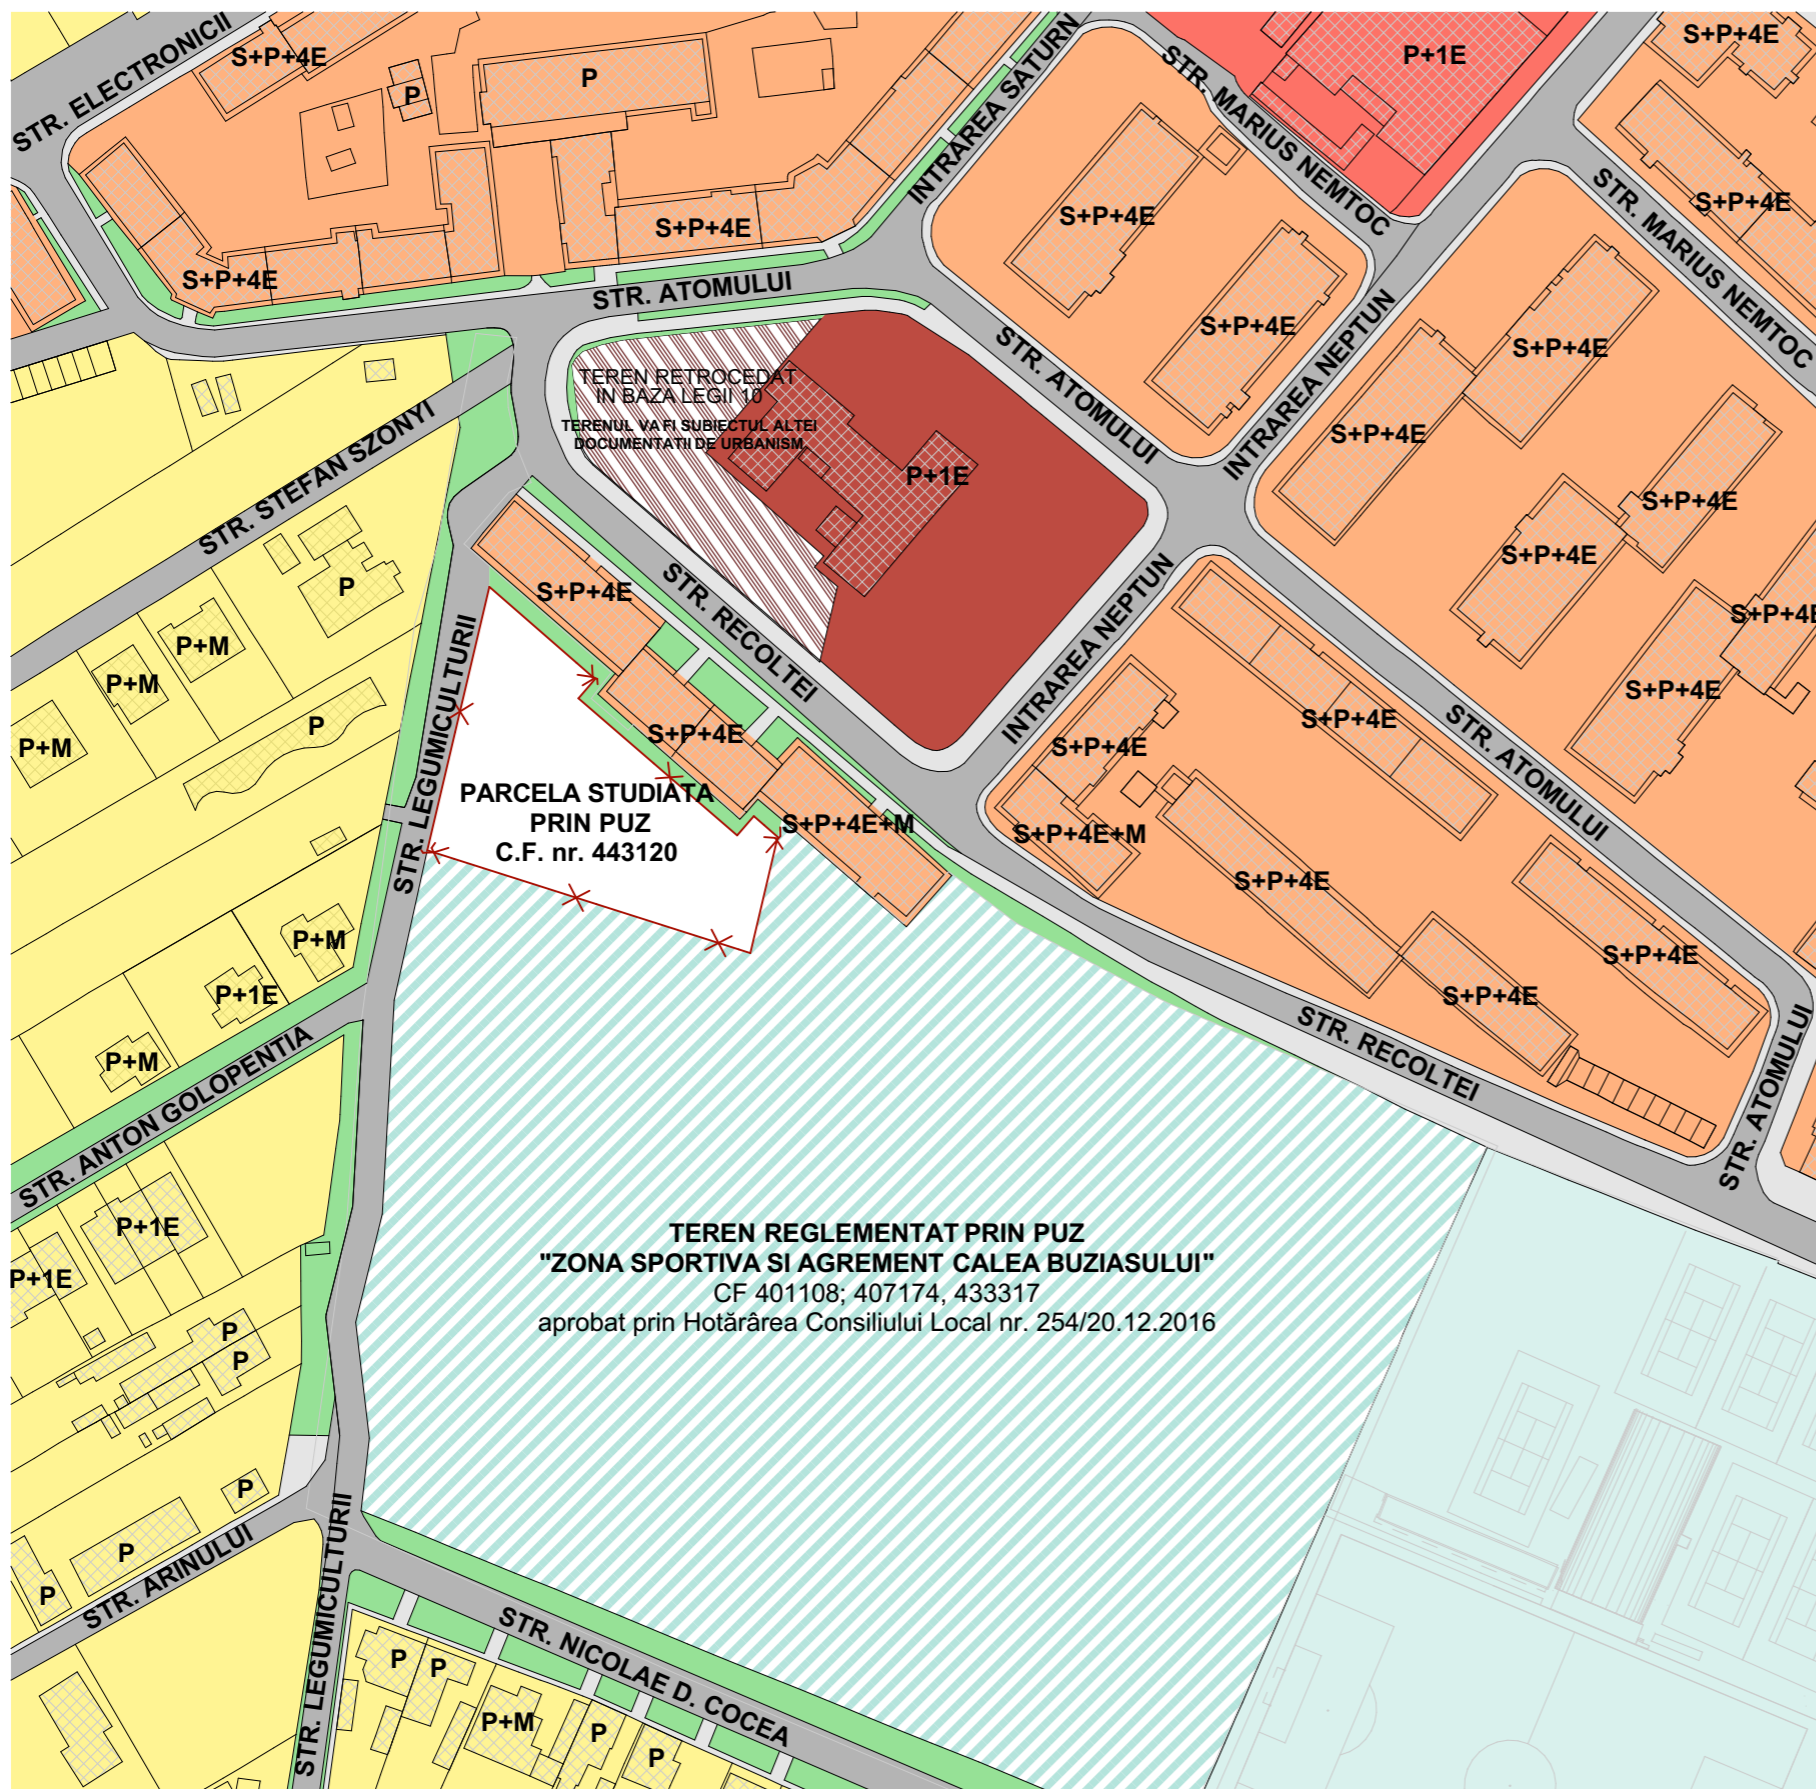 STR. ELECTRONICII
S+P+4E
P
P
INTRAREA SATURN
STR. MARIUS NEMTOC
P+1E
S+P+4E
S+P+4E
STR. MARIUS NEMTOC
S+P+4E
S+P+4E
S+P+4E
STR. ATOMULUI
S+P+4E
S+P+4E
INTRAREA NEPTUN
S+P+4E
STR. ATOMULUI
TEREN RETROCEDAT
IN BAZA LEGII 10
TERENUL VA FI SUBIECTUL ALTEI
DOCUMENTATII DE URBANISM
P+1E
S+P+4E
S+P+4E
S+P+4E
S+P+4E
S+P+4E
STR. STEFAN SZONYI
P
P+M
P+M
P+M
P
S+P+4E
STR. RECOLTEI
INTRAREA NEPTUN
S+P+4E
S+P+4E
S+P+4E
STR. ATOMULUI
STR. LEGUMICULTURII
PARCELA STUDIATA
PRIN PUZ
C.F. nr. 443120
S+P+4E+M
S+P+4E+M
S+P+4E
S+P+4E
S+P+4E
P+M
P+1E
P+M
STR. ANTON GOLOPENTIA
STR. RECOLTEI
STR. ATOMULUI
P+1E
P+1E
TEREN REGLEMENTAT PRIN PUZ
"ZONA SPORTIVA SI AGREMENT CALEA BUZIASULUI"
CF 401108; 407174, 433317
aprobat prin Hotărârea Consiliului Local nr. 254/20.12.2016
P
P
P
P
P
STR. ARINULUI
STR. LEGUMICULTURII
STR. NICOLAE D. COCEA
P
P
P+M
P
P